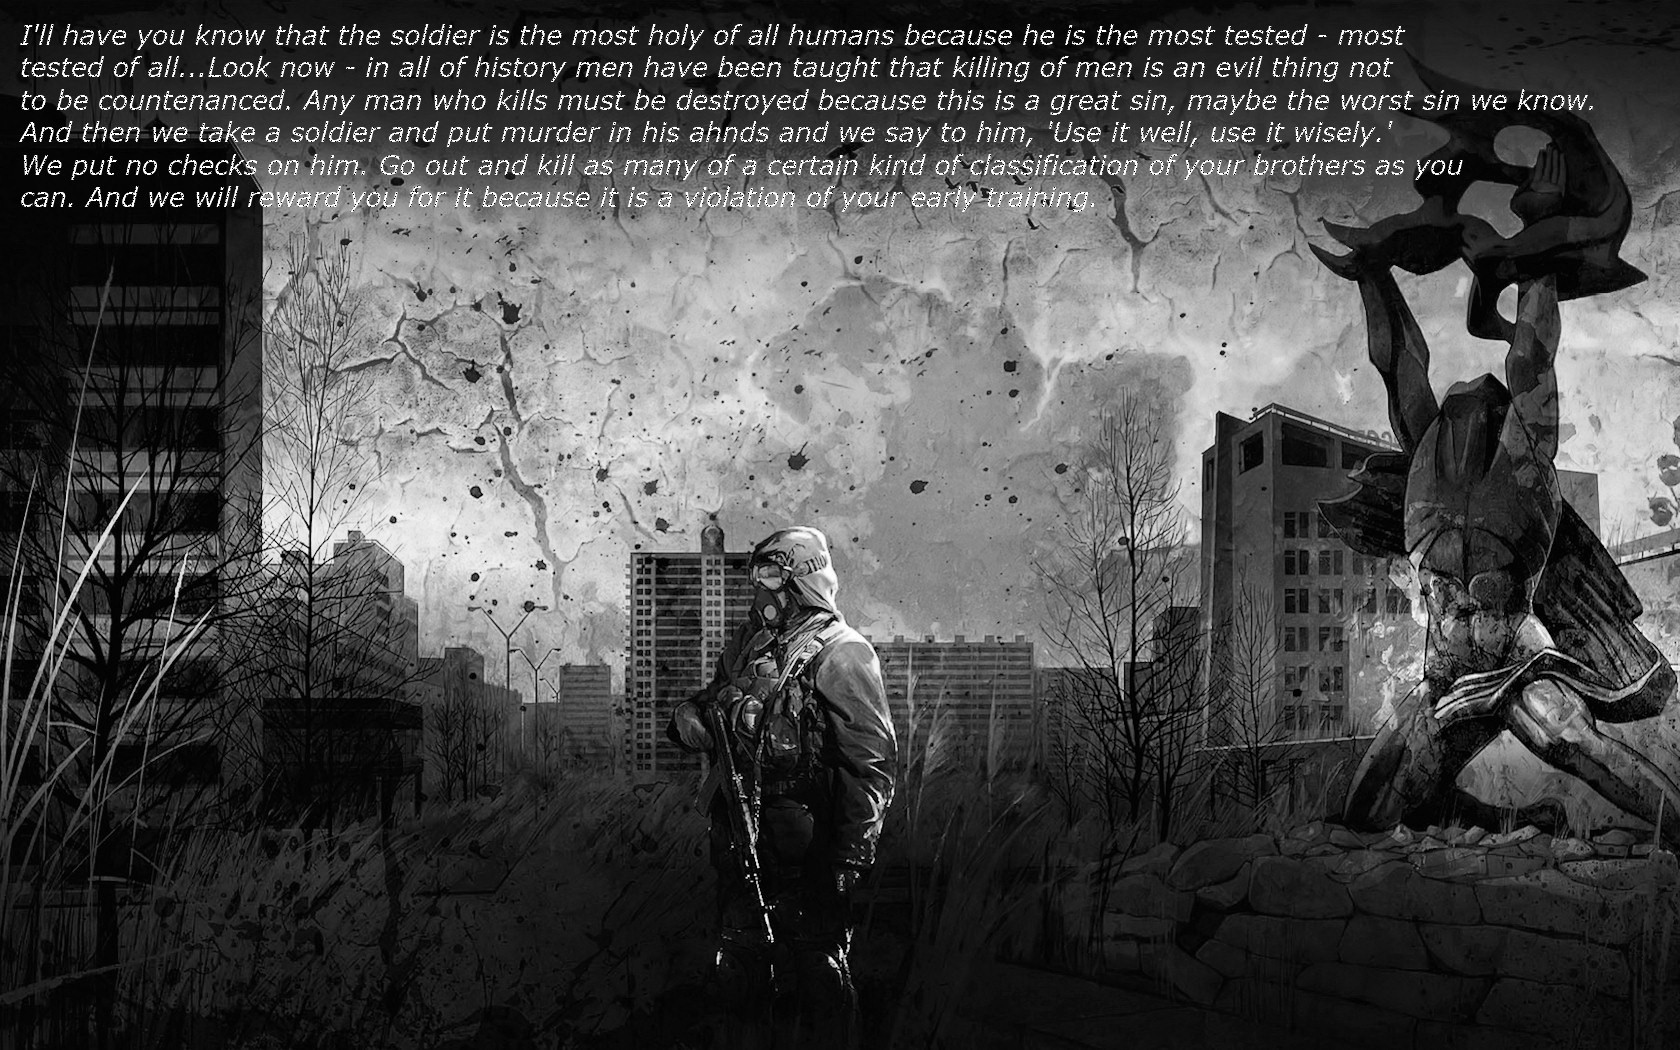 I'll have you know that the soldier is the most holy of all humans because he is the most tested - most
tested of all...Look now - in all of history men have been taught that killing of men is an evil thing not
to be countenanced. Any man who kills must be destroyed because this is a great sin, maybe the worst sin we know.
And then we take a soldier and put murder in his ahnds and we say to him, 'Use it well, use it wisely.'
We put no checks on him. Go out and kill as many of a certain kind of classification of your brothers as you
can. And we will reward you for it because it is a violation of your early training.